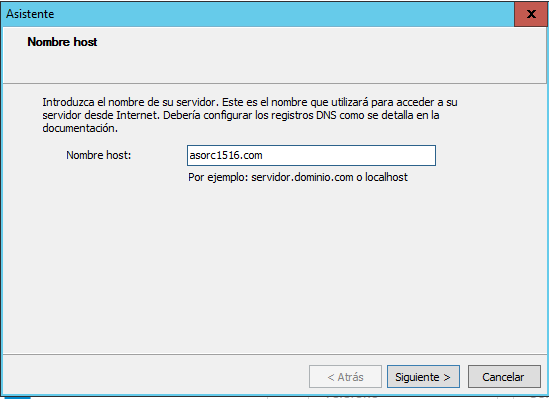 Asistente
x
Nombre host
Introduzca el nombre de su servidor. Este es el nombre que utilizará para acceder a su
servidor desde Internet. Debería configurar los registros DNS como se detalla en la
documentación.
Nombre host: asorc1516.com
Por ejemplo: servidor.dominio.com o localhost
< Atrás Siguiente > Cancelar